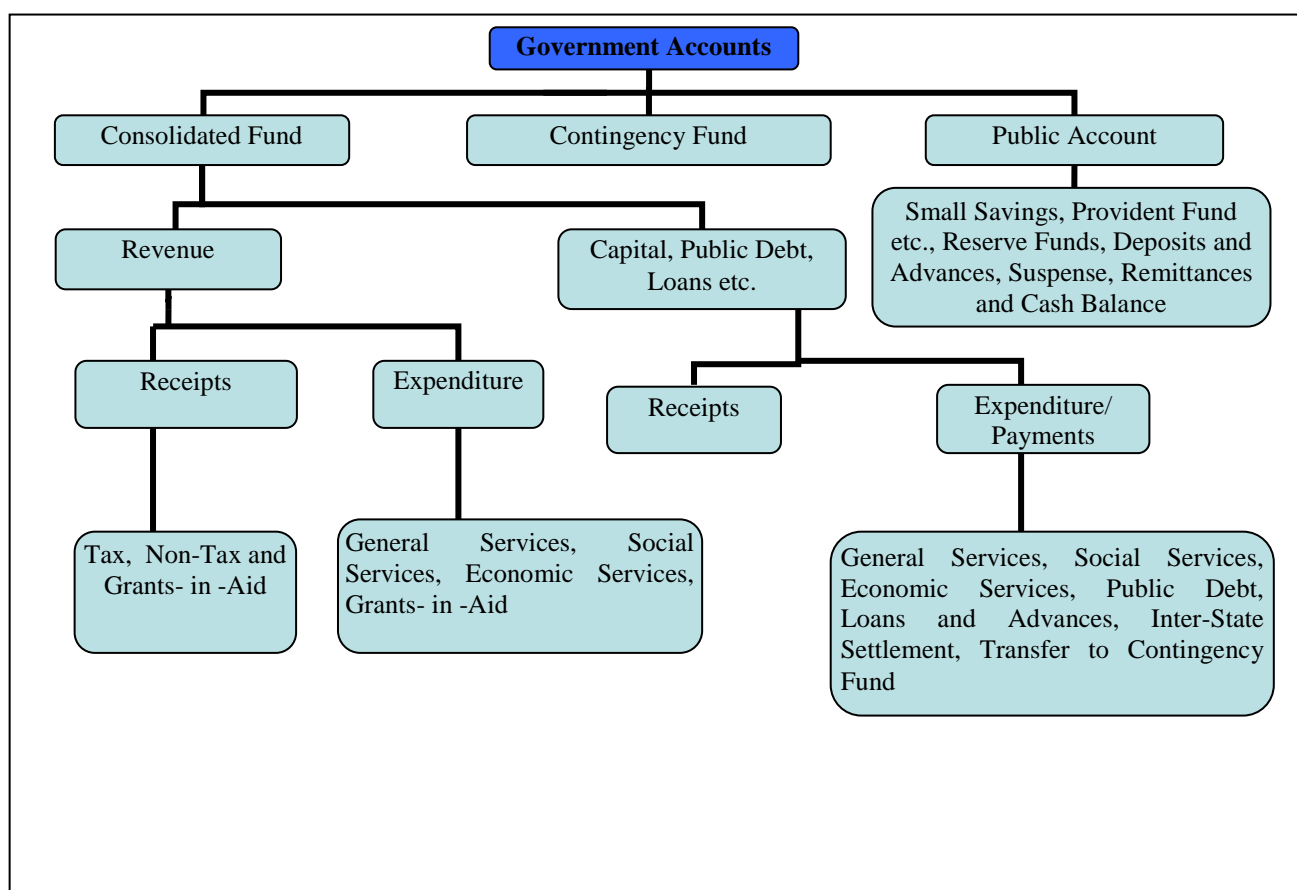 Government Accounts
Consolidated Fund
Contingency Fund
Public Account
Small Savings, Provident Fund
etc., Reserve Funds, Deposits and
Advances, Suspense, Remittances
and Cash Balance
Revenue
Capital, Public Debt,
Loans etc.
Receipts
Expenditure
Receipts
Expenditure/
Payments
Tax, Non-Tax and
Grants- in -Aid
General Services, Social
Services, Economic Services,
Grants- in -Aid
General Services, Social Services,
Economic Services, Public Debt,
Loans and Advances, Inter-State
Settlement, Transfer to Contingency
Fund